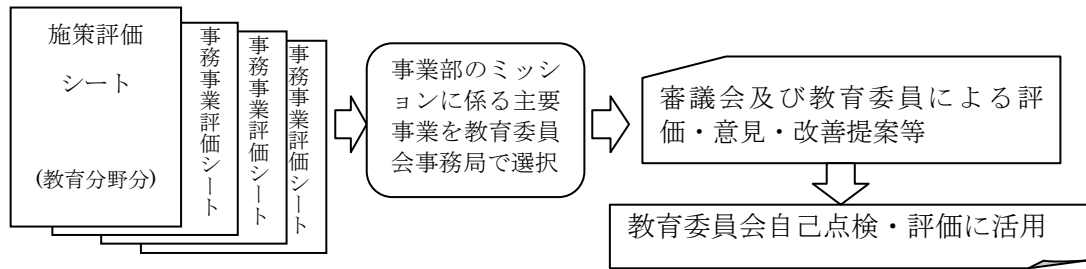 施策評価
シート
(教育分野分)
事務事業評価シート
事務事業評価シート
事務事業評価シート
事業部のミッシ
ョンに係る主要
事業を教育委員
会事務局で選択
審議会及び教育委員による評
価・意見・改善提案等
教育委員会自己点検・評価に活用